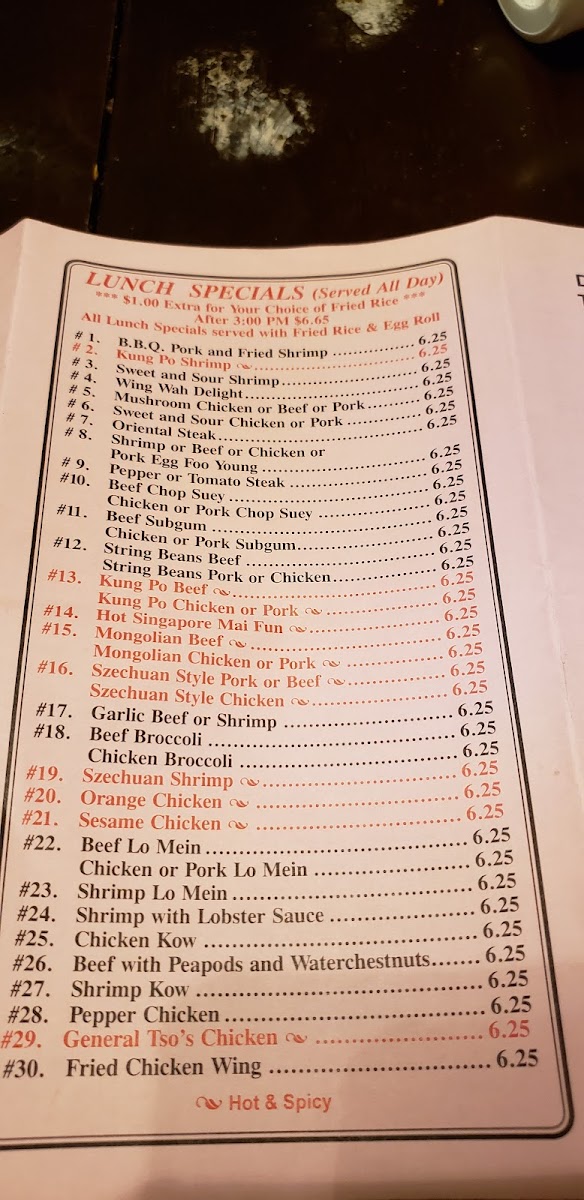 LUNCH SPECIALS (Served All Day)
*** $1.00 Extra for Your Choice of Fried Rice ***
After 3:00 PM $6.65
All Lunch Specials served with Fried Rice & Egg Roll
# 1. B.B.Q. Pork and Fried Shrimp 6.25
# 2. Kung Po Shrimp 6.25
# 3. Sweet and Sour Shrimp 6.25
# 4. Wing Wah Delight 6.25
# 5. Mushroom Chicken or Beef or Pork 6.25
# 6. Sweet and Sour Chicken or Pork 6.25
# 7. Oriental Steak 6.25
# 8. Shrimp or Beef or Chicken or
Pork Egg Foo Young 6.25
# 9. Pepper or Tomato Steak 6.25
#10. Beef Chop Suey 6.25
Chicken or Pork Chop Suey 6.25
#11. Beef Subgum 6.25
Chicken or Pork Subgum 6.25
#12. String Beans Beef 6.25
String Beans Pork or Chicken 6.25
#13. Kung Po Beef 6.25
Kung Po Chicken or Pork 6.25
#14. Hot Singapore Mai Fun 6.25
#15. Mongolian Beef 6.25
Mongolian Chicken or Pork 6.25
#16. Szechuan Style Pork or Beef 6.25
Szechuan Style Chicken 6.25
#17. Garlic Beef or Shrimp 6.25
#18. Beef Broccoli 6.25
Chicken Broccoli 6.25
#19. Szechuan Shrimp 6.25
#20. Orange Chicken 6.25
#21. Sesame Chicken 6.25
#22. Beef Lo Mein 6.25
Chicken or Pork Lo Mein 6.25
#23. Shrimp Lo Mein 6.25
#24. Shrimp with Lobster Sauce 6.25
#25. Chicken Kow 6.25
#26. Beef with Peapods and Waterchestnuts 6.25
#27. Shrimp Kow 6.25
#28. Pepper Chicken 6.25
#29. General Tso's Chicken 6.25
#30. Fried Chicken Wing 6.25
Hot & Spicy